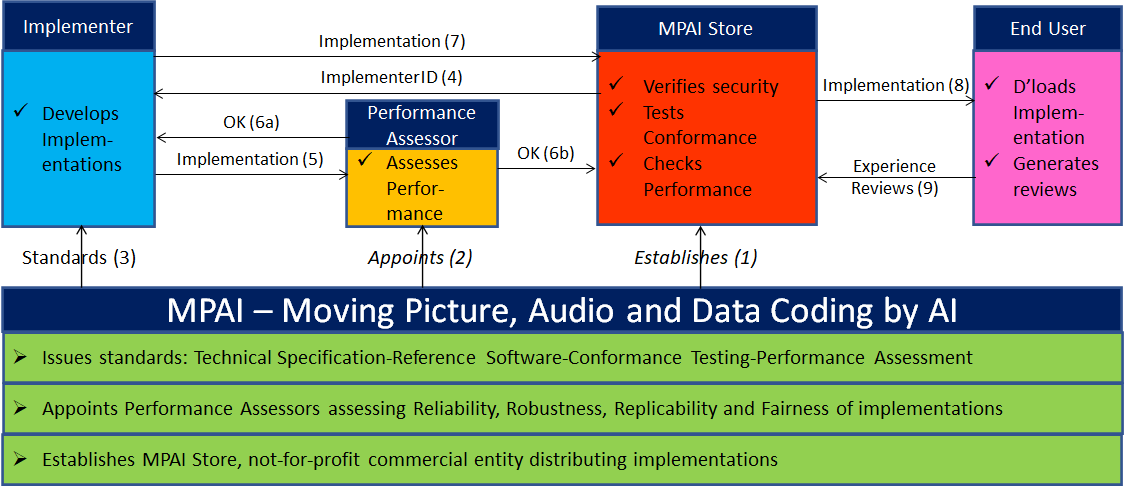 Implementer
MPAI Store
End User
Implementation (7)
ImplementerID (4)
✓ Develops
Implem-
entations
OK (6a)
Implementation (5)
Performance
Assessor
✓ Assesses
Perfor-
mance
OK (6b)
✓ Verifies security
✓ Tests
Conformance
✓ Checks
Performance
Implementation (8)
Experience
Reviews (9)
✓ D'loads
Implem-
entation
✓ Generates
reviews
Standards (3)
Appoints (2)
Establishes (1)
MPAI – Moving Picture, Audio and Data Coding by AI
➢ Issues standards: Technical Specification-Reference Software-Conformance Testing-Performance Assessment
➢ Appoints Performance Assessors assessing Reliability, Robustness, Replicability and Fairness of implementations
➢ Establishes MPAI Store, not-for-profit commercial entity distributing implementations